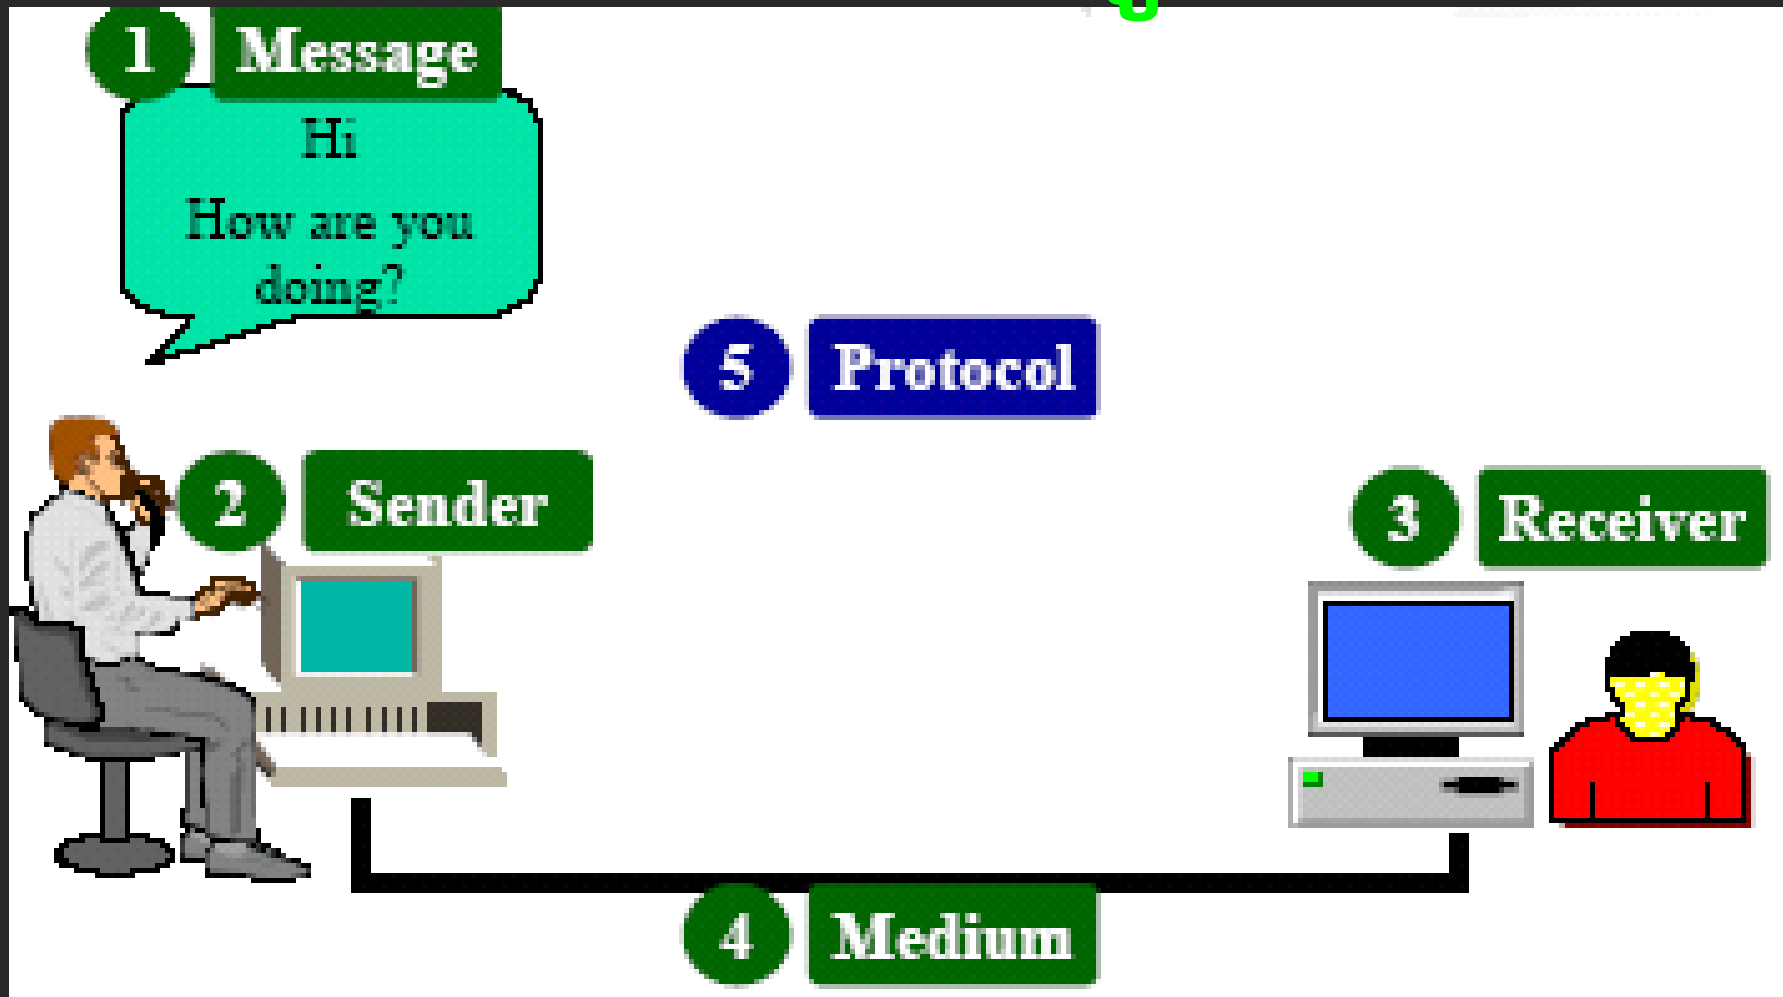 1 Message
Hi
How are you
doing?
5 Protocol
2 Sender
3 Receiver
4 Medium